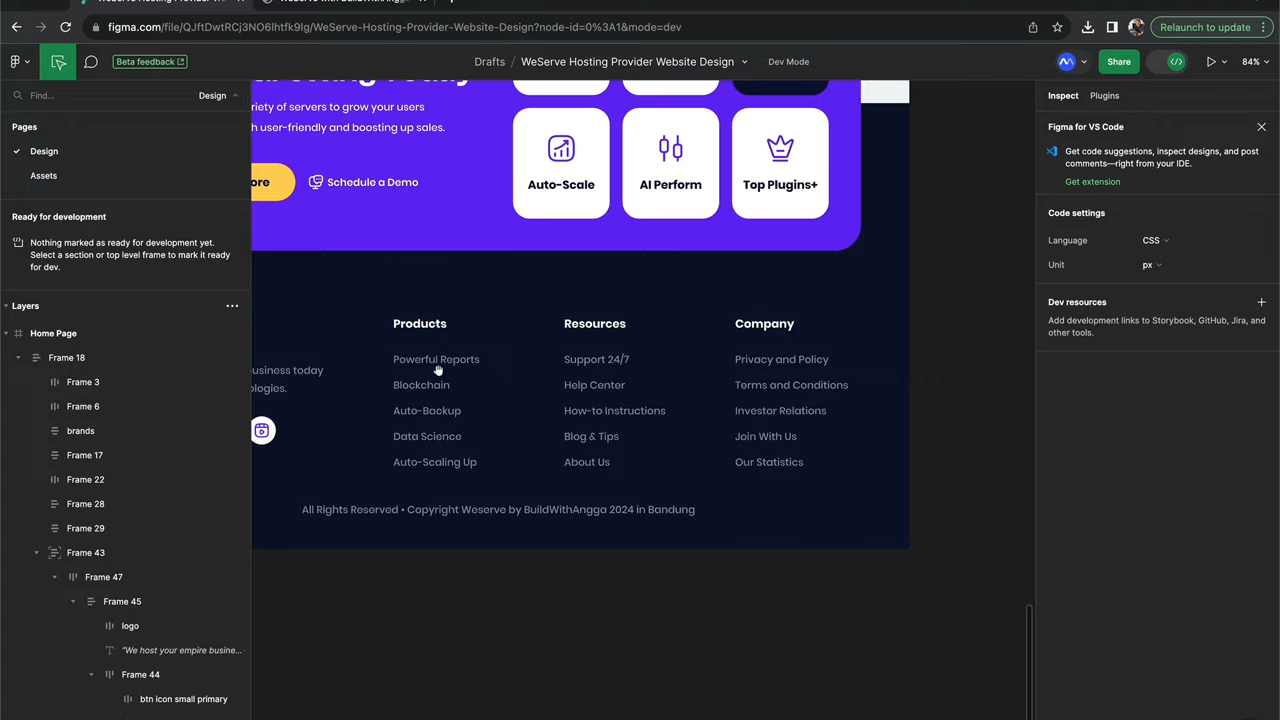 WeServe Hosting Provider W
WeServe with BuildWithAngga
figma.com/file/QJftDwtRCj3NO6lhtfk9lg/WeServe-Hosting-Provider-Website-Design?node-id=0%3A1&mode=dev
Relaunch to update
Beta feedback
Drafts / WeServe Hosting Provider Website Design
Dev Mode
Share
84%
Find...
Design
Pages
Design
Assets
Ready for development
Nothing marked as ready for development yet.
Select a section or top level frame to mark it ready
for dev.
Layers
Home Page
Frame 18
Frame 3
Frame 6
brands
Frame 17
Frame 22
Frame 28
Frame 29
Frame 43
Frame 47
Frame 45
logo
"We host your empire busine...
Frame 44
btn icon small primary
riety of servers to grow your users
h user-friendly and boosting up sales.
ore
Schedule a Demo
Auto-Scale
AI Perform
Top Plugins+
usiness today
ologies.
Products
Powerful Reports
Blockchain
Auto-Backup
Data Science
Auto-Scaling Up
Resources
Support 24/7
Help Center
How-to Instructions
Blog & Tips
About Us
Company
Privacy and Policy
Terms and Conditions
Investor Relations
Join With Us
Our Statistics
All Rights Reserved • Copyright Weserve by BuildWithAngga 2024 in Bandung
Inspect
Plugins
Figma for VS Code
Get code suggestions, inspect designs, and post
comments—right from your IDE.
Get extension
Code settings
Language
CSS
Unit
px
Dev resources
Add development links to Storybook, GitHub, Jira, and
other tools.